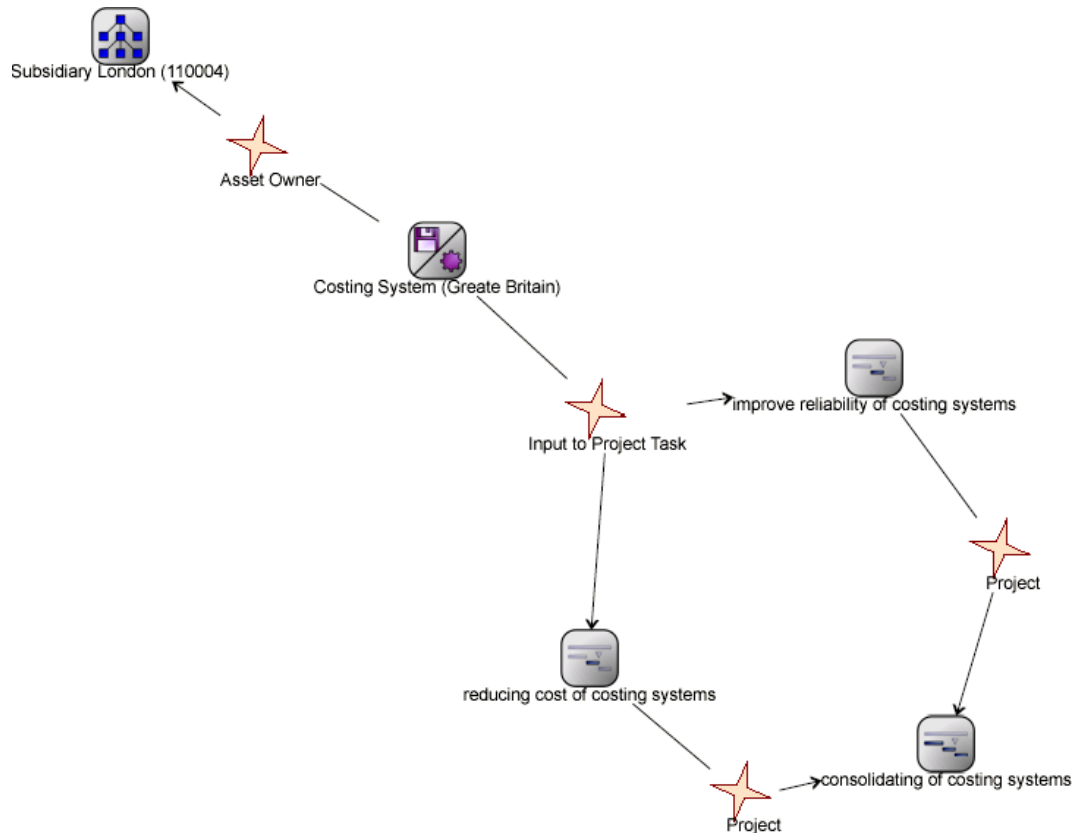 Subsidiary London (110004)
Asset Owner
Costing System (Greate Britain)
improve reliability of costing systems
Input to Project Task
Project
reducing cost of costing systems
consolidating of costing systems
Project